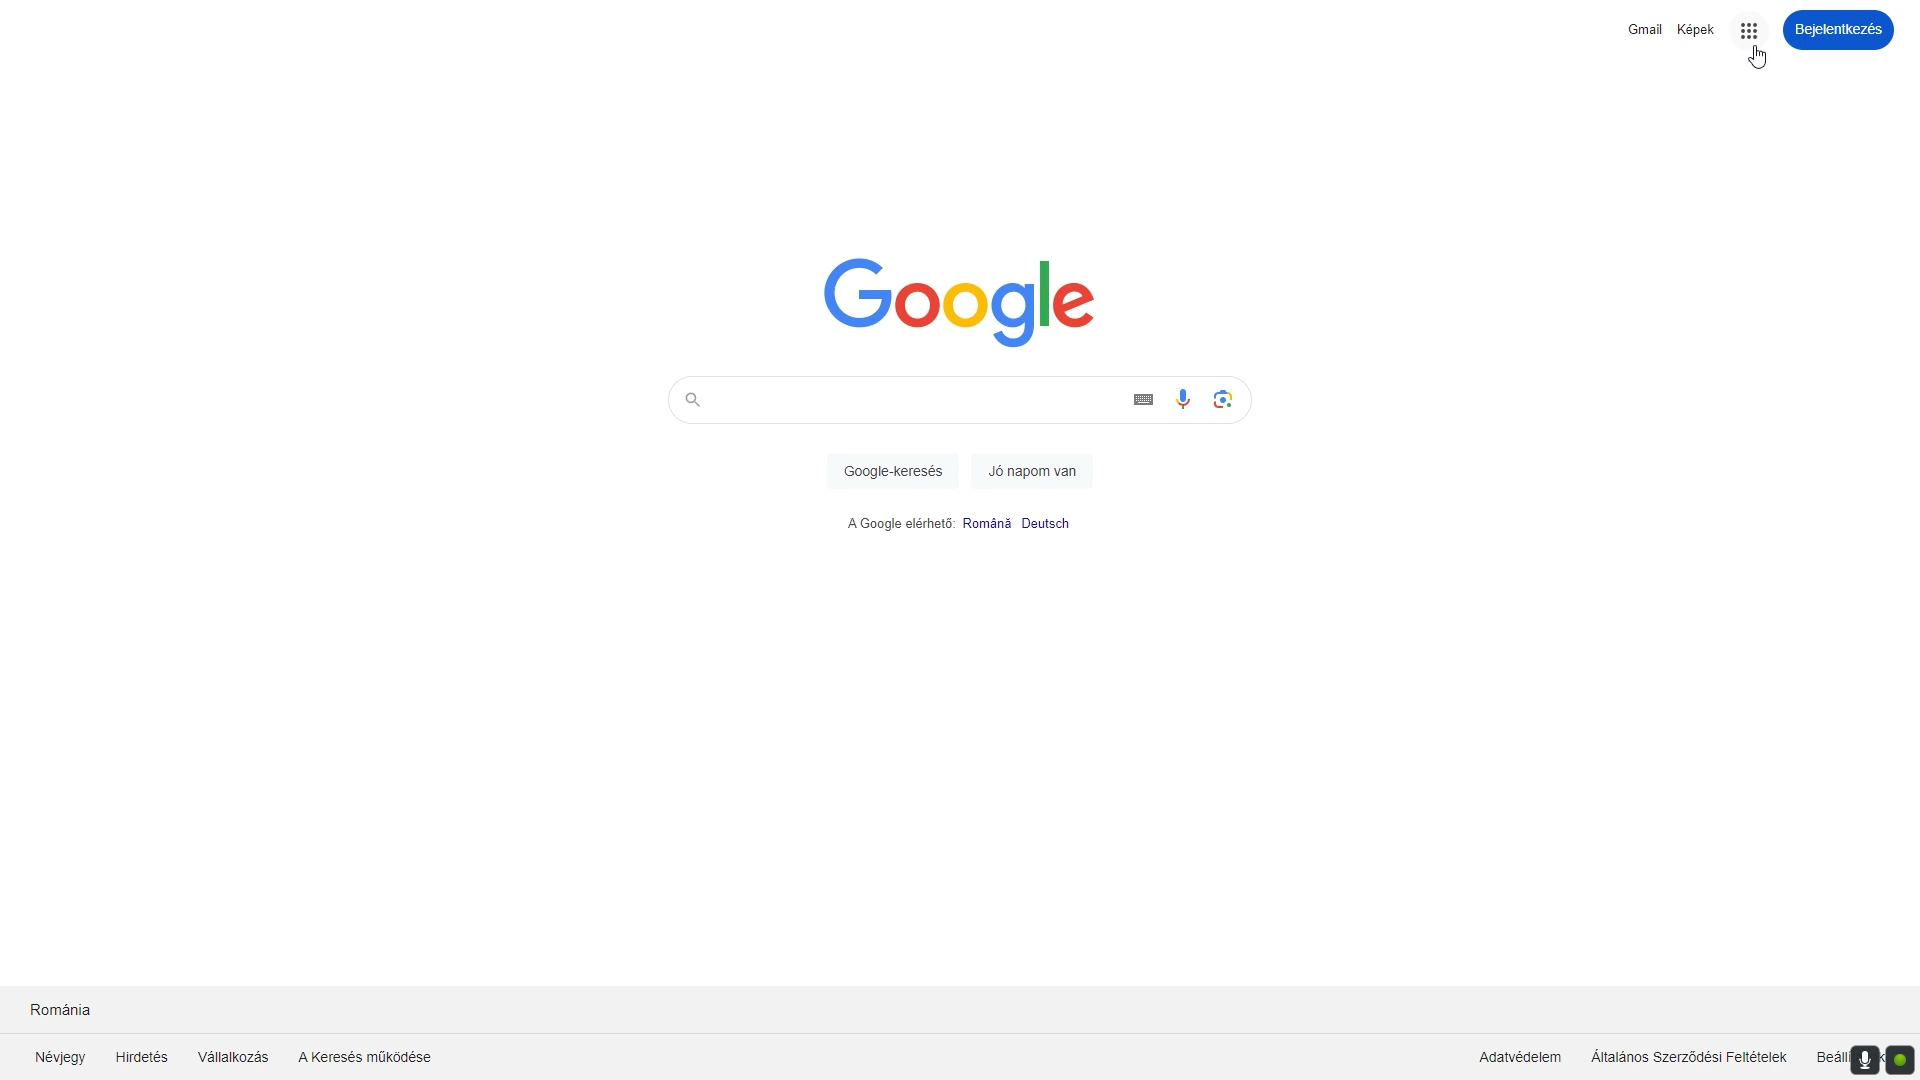 Gmail Képek Bejelentkezés
Google
Google-keresés Jó napom van
A Google elérhető: Română Deutsch
Románia
Névjegy Hirdetés Vállalkozás A Keresés működése Adatvédelem Általános Szerződési Feltételek